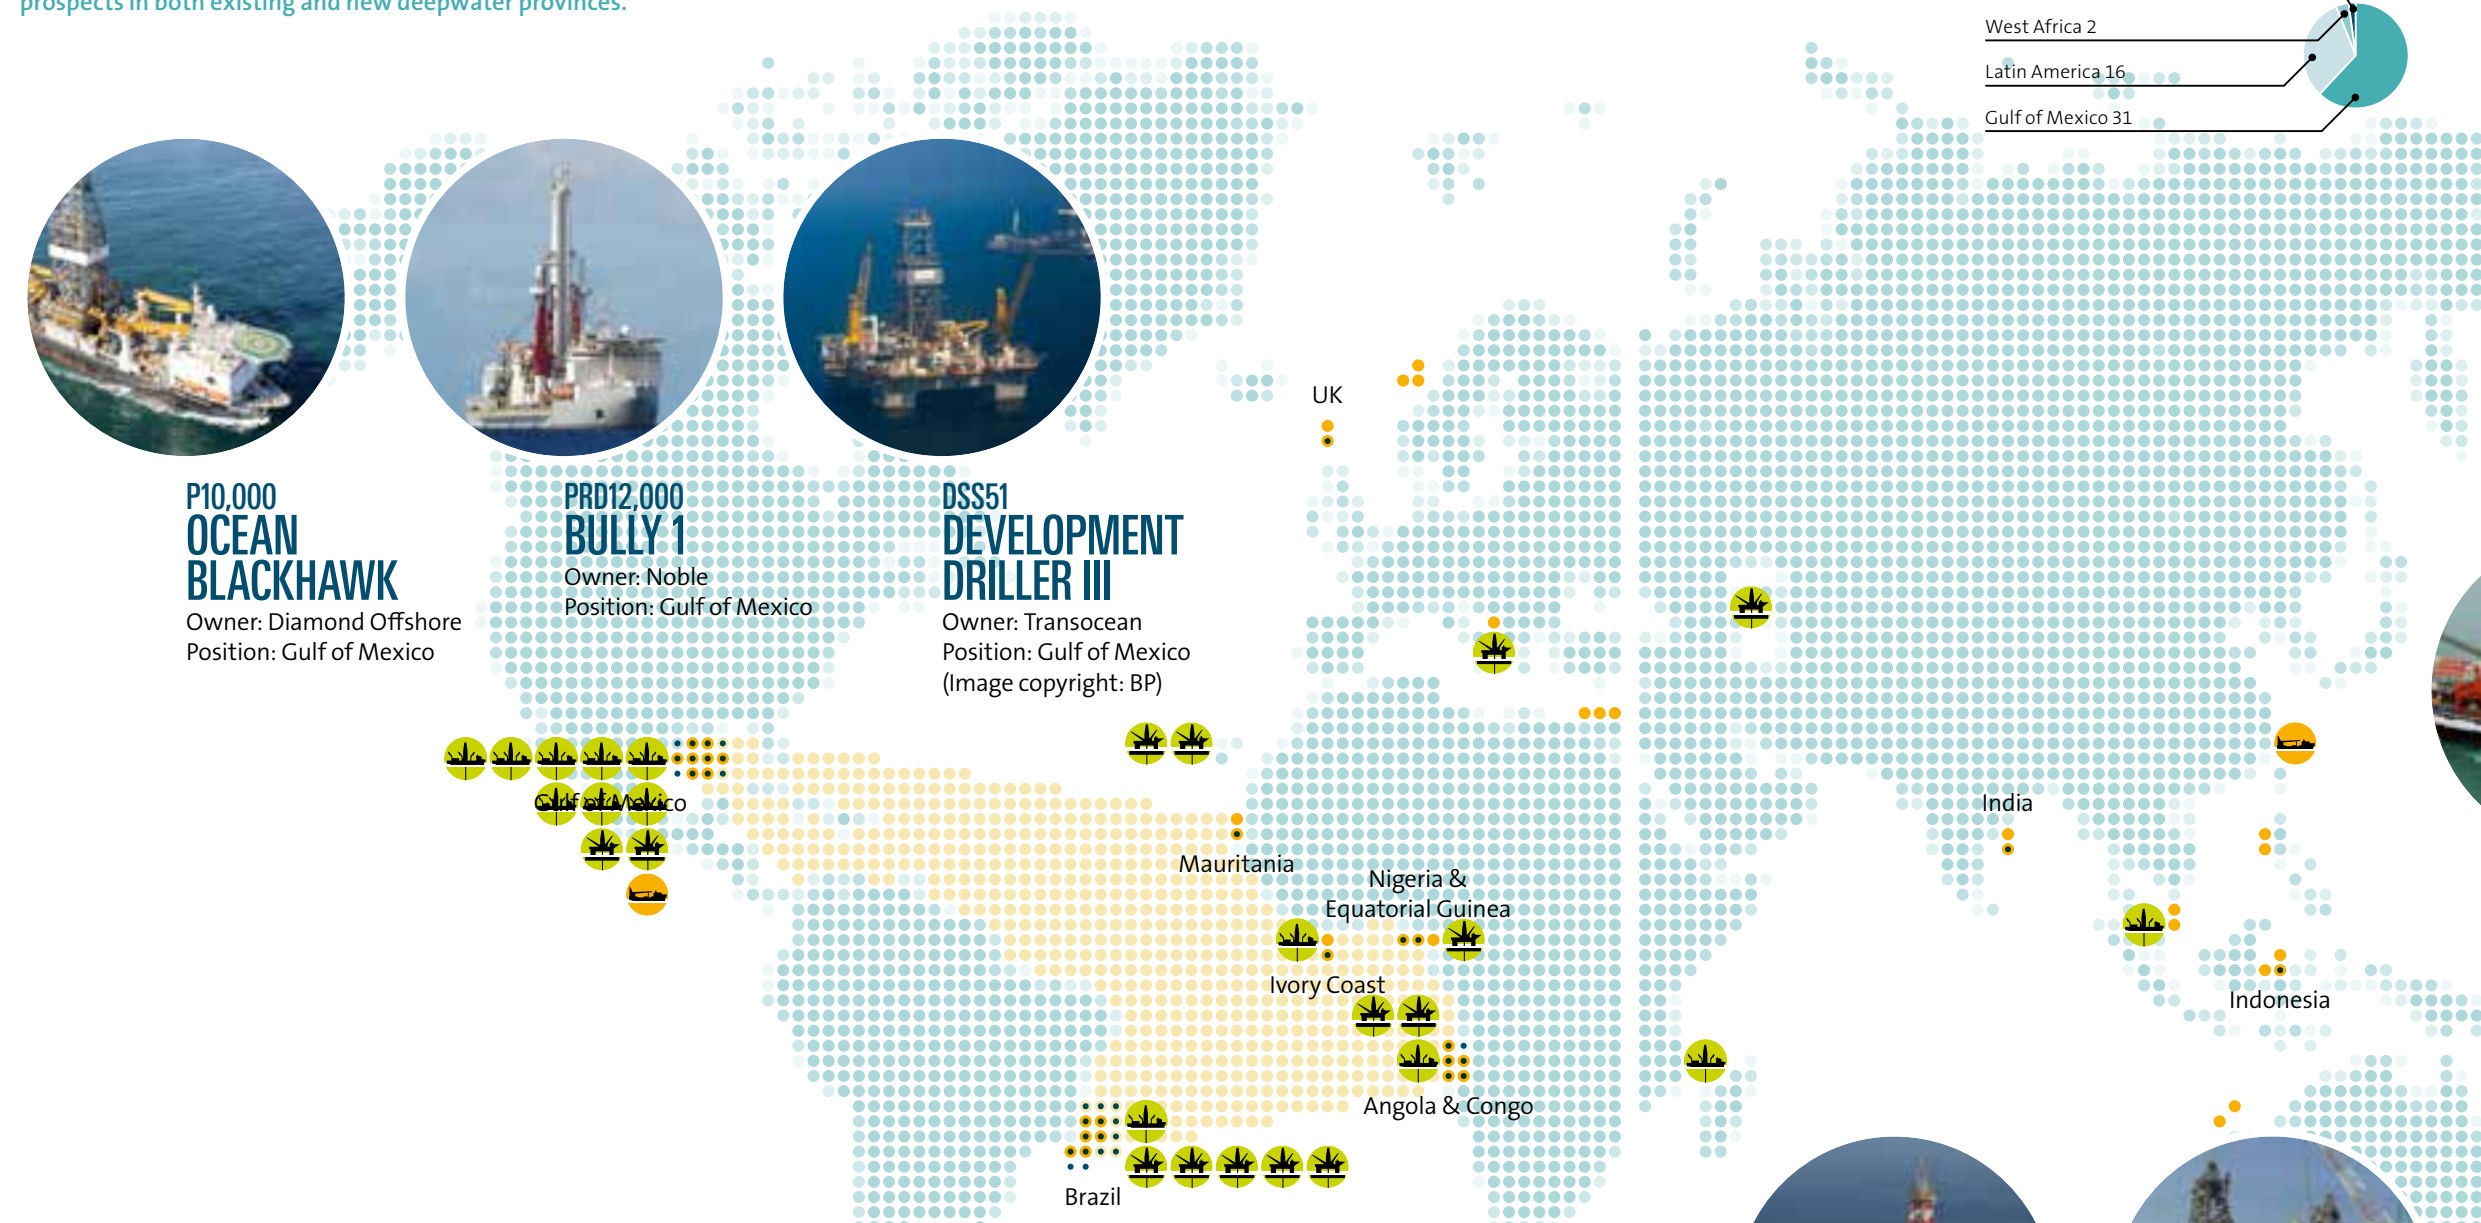 prospects in both existing and new deepwater provinces.
West Africa 2
Latin America 16
Gulf of Mexico 31
P10,000
OCEAN
BLACKHAWK
Owner: Diamond Offshore
Position: Gulf of Mexico
PRD12,000
BULLY 1
Owner: Noble
Position: Gulf of Mexico
DSS51
DEVELOPMENT
DRILLER III
Owner: Transocean
Position: Gulf of Mexico
(Image copyright: BP)
UK
Gulf of Mexico
Mauritania
Nigeria &
Equatorial Guinea
Ivory Coast
Angola & Congo
Brazil
India
Indonesia